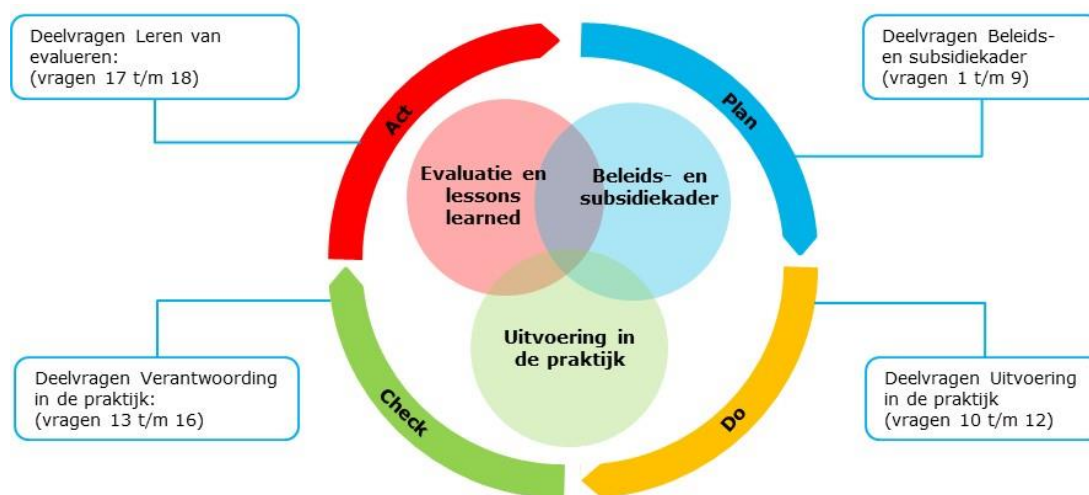 Deelvragen Leren van
evalueren:
(vragen 17 t/m 18)
Deelvragen Beleids-
en subsidiekader
(vragen 1 t/m 9)
Act
Plan
Evaluatie en
lessons
learned
Beleids- en
subsidiekader
Uitvoering in
de praktijk
Deelvragen Verantwoording
in de praktijk:
(vragen 13 t/m 16)
Check
Do
Deelvragen Uitvoering
in de praktijk
(vragen 10 t/m 12)